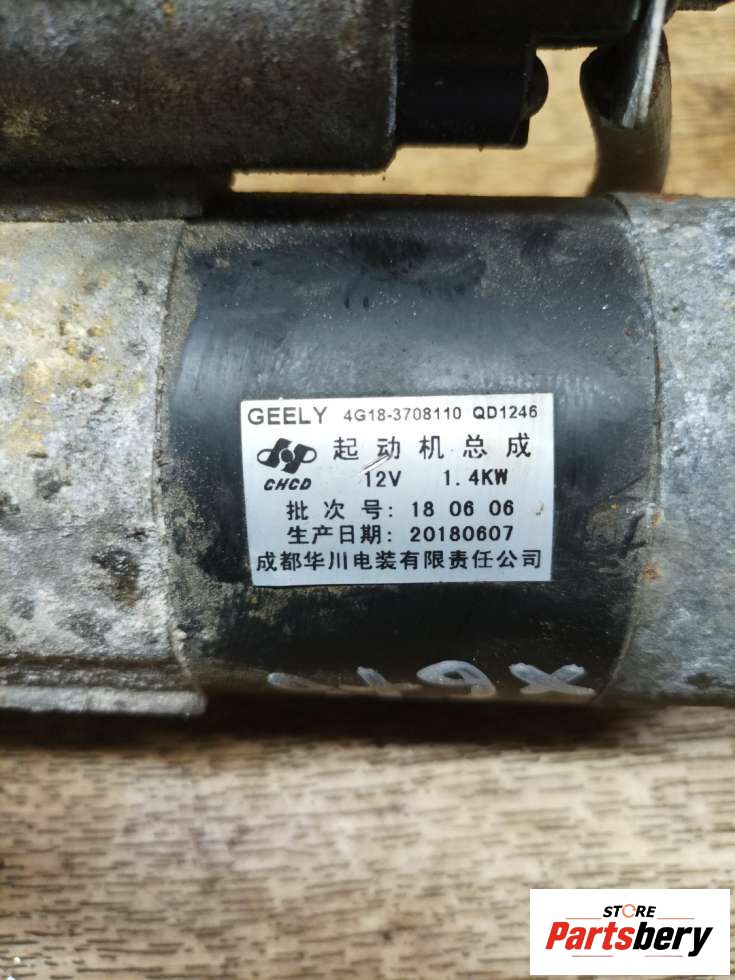 GEELY 4G18-3708110 QD1246
CHCD 起动机总成
12V 1.4KW
批次号: 18 06 06
生产日期: 20180607
成都华川电装有限责任公司
STORE
Partsbery